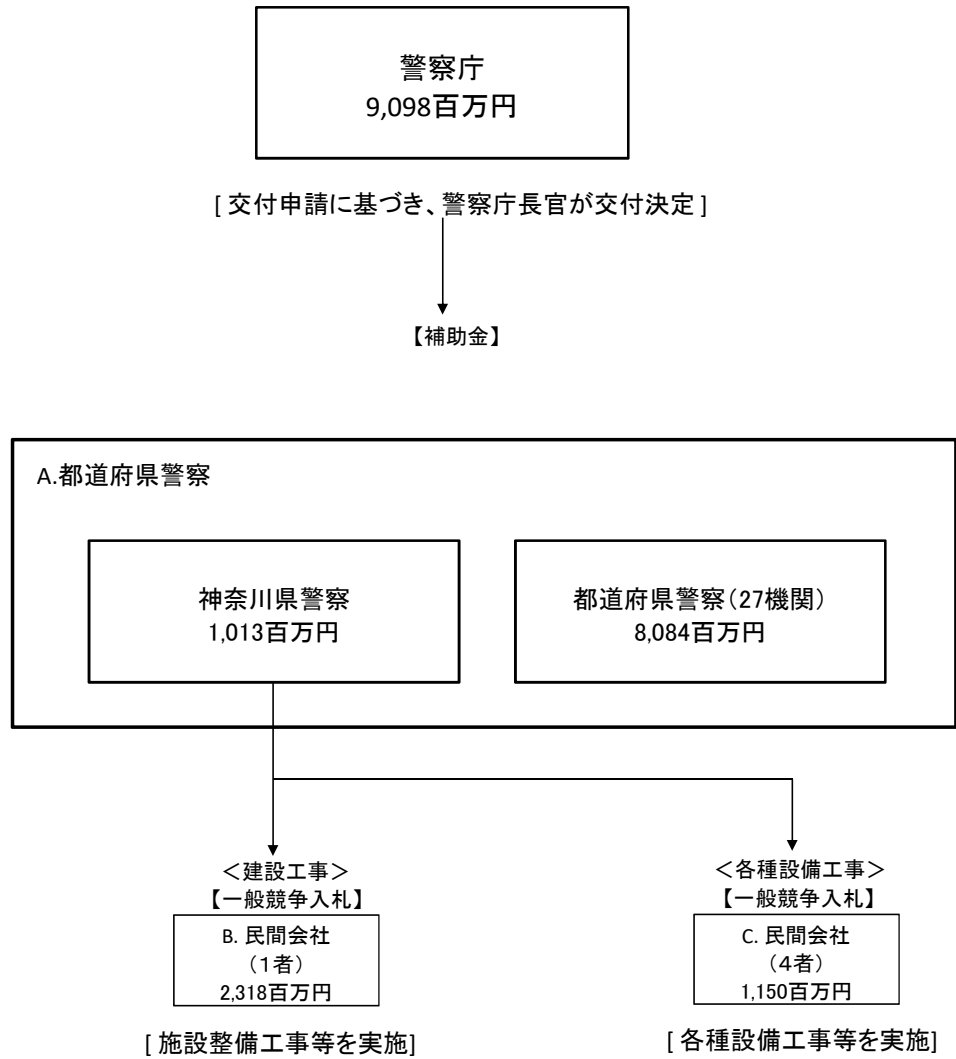 警察庁
9,098百万円
[ 交付申請に基づき、警察庁長官が交付決定 ]
【補助金】
A.都道府県警察
神奈川県警察
1,013百万円
都道府県警察（27機関）
8,084百万円
＜建設工事＞
【一般競争入札】
B. 民間会社
（１者）
2,318百万円
[ 施設整備工事等を実施]
＜各種設備工事＞
【一般競争入札】
C. 民間会社
（４者）
1,150百万円
[ 各種設備工事等を実施]